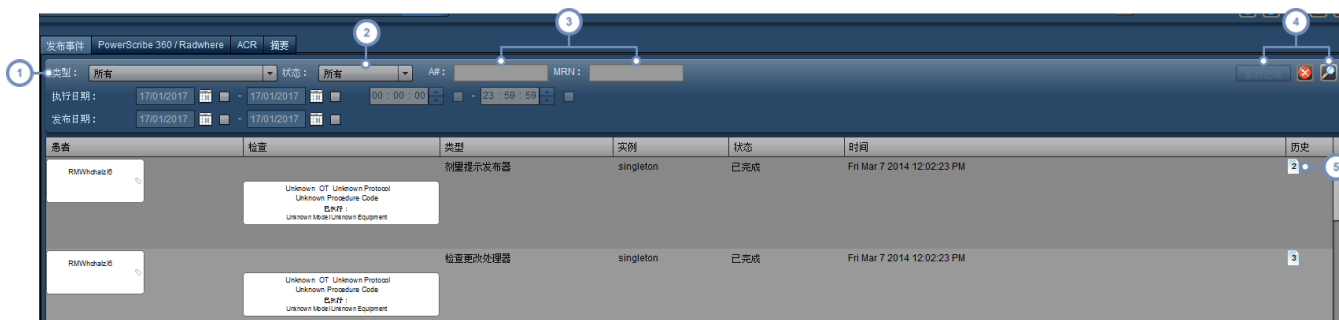 3
4
2
发布事件 PowerScribe 360 / Radwhere ACR 摘要
1 类型： 所有 状态： 所有 A#： MRN：
执行日期： 17/01/2017 - 17/01/2017 00 : 00 : 00 - 23 : 59 : 59
发布日期： 17/01/2017 - 17/01/2017
患者 检查 类型 实例 状态 时间 历史
RMWhchalzl6 剂里提示发布器 singleton 已完成 Fri Mar 7 2014 12:02:23 PM 2 5
Unknown OT Unknown Protocol
Unknown Procedure Code
已执行：
Unknown Model Unknown Equipment
RMWhchalzl6 检查更改处理器 singleton 已完成 Fri Mar 7 2014 12:02:23 PM 3
Unknown OT Unknown Protocol
Unknown Procedure Code
已执行：
Unknown Model Unknown Equipment